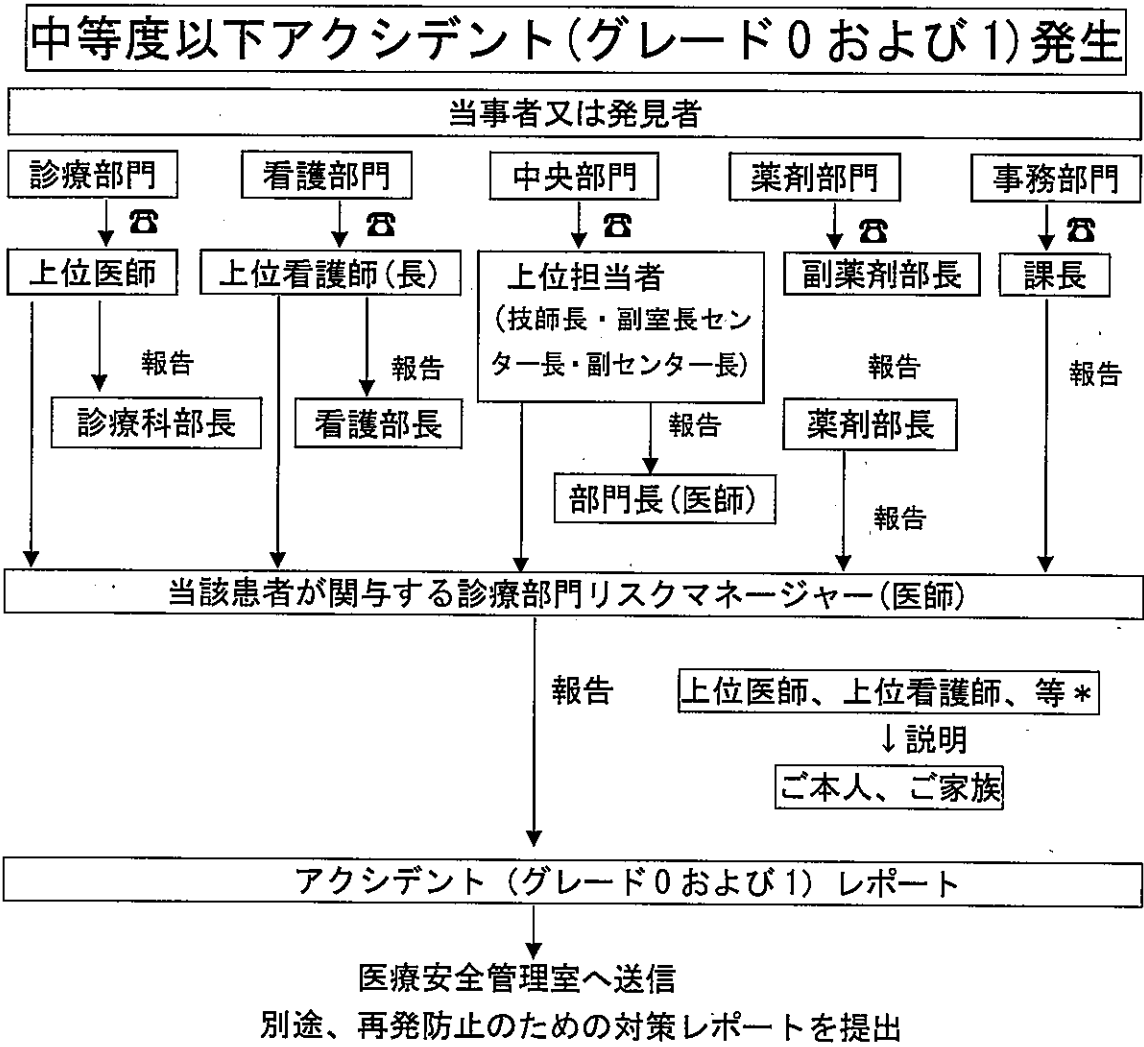 中等度以下アクシデント(グレード0および1)発生
当事者又は発見者
診療部門 看護部門 中央部門 薬剤部門 事務部門
☎ ☎ ☎ ☎ ☎
上位医師 上位看護師(長) 上位担当者 副薬剤部長 課長
(技師長・副室長セン
ター長・副センター長)
報告 報告 報告 報告
診療科部長 看護部長 報告 薬剤部長
部門長(医師)
報告
当該患者が関与する診療部門リスクマネージャー(医師)
報告 上位医師、上位看護師、等*
↓説明
ご本人、ご家族
アクシデント(グレード0および1)レポート
医療安全管理室へ送信
別途、再発防止のための対策レポートを提出